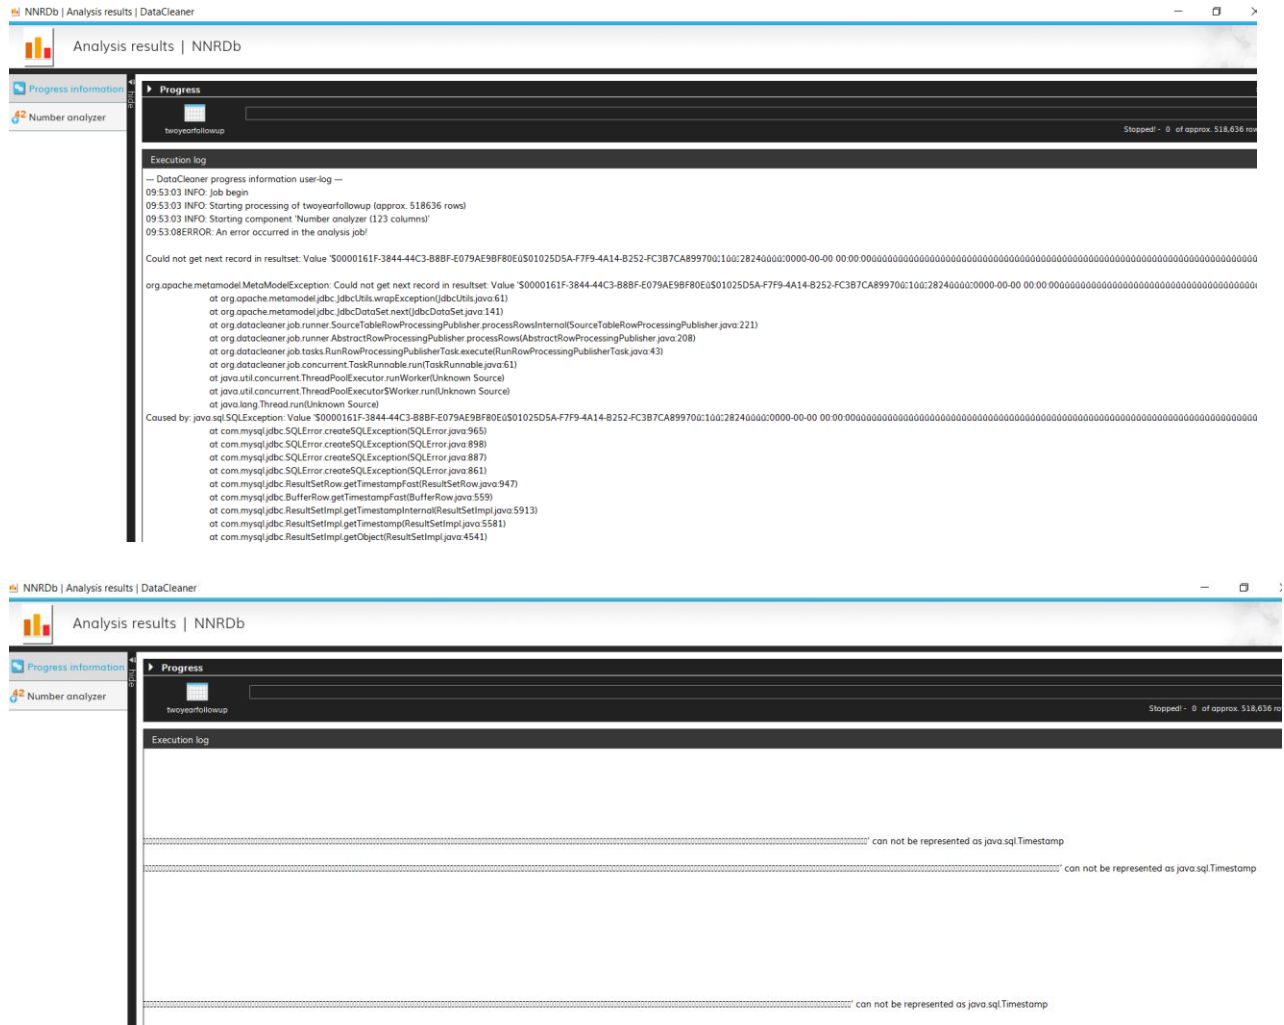 NNRDb | Analysis results | DataCleaner
Analysis results | NNRDb
Progress information
hide
Progress
Number analyzer
twoyearfollowup
Stopped! - 0 of approx. 518,636 row
Execution log
--- DataCleaner progress information user-log ---
09:53:03 INFO: Job begin
09:53:03 INFO: Starting processing of twoyearfollowup (approx. 518636 rows)
09:53:03 INFO: Starting component 'Number analyzer (123 columns)'
09:53:08ERROR: An error occurred in the analysis job!
Could not get next record in resultset: Value '$0000161F-3844-44C3-B8BF-E079AE9BF80Eû$01025D5A-F7F9-4A14-B252-FC3B7CA89970
org.apache.metamodel.MetaModelException: Could not get next record in resultset: Value '$0000161F-3844-44C3-B8BF-E079AE9BF80Eû$01025D5A-F7F9-4A14-B252-FC3B7CA89970
at org.apache.metamodel.jdbc.JdbcUtils.wrapException(JdbcUtils.java:61)
at org.apache.metamodel.jdbc.JdbcDataSet.next(JdbcDataSet.java:141)
at org.datacleaner.job.runner.SourceTableRowProcessingPublisher.processRowsInternal(SourceTableRowProcessingPublisher.java:221)
at org.datacleaner.job.runner.AbstractRowProcessingPublisher.processRows(AbstractRowProcessingPublisher.java:208)
at org.datacleaner.job.tasks.RunRowProcessingPublisherTask.execute(RunRowProcessingPublisherTask.java:43)
at org.datacleaner.job.concurrent.TaskRunnable.run(TaskRunnable.java:61)
at java.util.concurrent.ThreadPoolExecutor.runWorker(Unknown Source)
at java.util.concurrent.ThreadPoolExecutor$Worker.run(Unknown Source)
at java.lang.Thread.run(Unknown Source)
Caused by: java.sql.SQLException: Value '$0000161F-3844-44C3-B8BF-E079AE9BF80Eû$01025D5A-F7F9-4A14-B252-FC3B7CA89970
at com.mysql.jdbc.SQLError.createSQLException(SQLError.java:965)
at com.mysql.jdbc.SQLError.createSQLException(SQLError.java:898)
at com.mysql.jdbc.SQLError.createSQLException(SQLError.java:887)
at com.mysql.jdbc.SQLError.createSQLException(SQLError.java:861)
at com.mysql.jdbc.ResultSetRow.getTimestampFast(ResultSetRow.java:947)
at com.mysql.jdbc.BufferRow.getTimestampFast(BufferRow.java:559)
at com.mysql.jdbc.ResultSetImpl.getTimestampInternal(ResultSetImpl.java:5913)
at com.mysql.jdbc.ResultSetImpl.getTimestamp(ResultSetImpl.java:5581)
at com.mysql.jdbc.ResultSetImpl.getObject(ResultSetImpl.java:4541)
NNRDb | Analysis results | DataCleaner
Analysis results | NNRDb
Progress information
hide
Progress
Number analyzer
twoyearfollowup
Stopped! - 0 of approx. 518,636 ro
Execution log
' can not be represented as java.sql.Timestamp
' can not be represented as java.sql.Timestamp
' can not be represented as java.sql.Timestamp